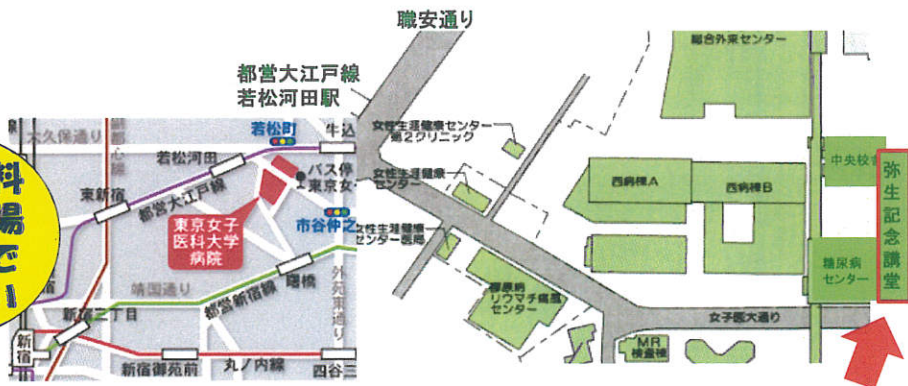 職安通り
都営大江戸線
若松河田駅
料
場で
大久保通り
若松町
牛込
若松河田
バス停
東京女
東新宿
都営大江戸線
東京女子
医科大学
病院
市谷仲之
靖国通り
曙橋
都営新宿線
外苑東通り
新宿三丁目
新宿
新宿御苑前
丸ノ内線
四谷三
総合外来センター
女性生涯健康センター
第2クリニック
女性生涯健康
センター
女性生涯健康
センター医局
膠原病
リウマチ痛風
センター
西病棟A
西病棟B
中央校舎
弥生記念講堂
糖尿病
センター
女子医大通り
MR
検査棟